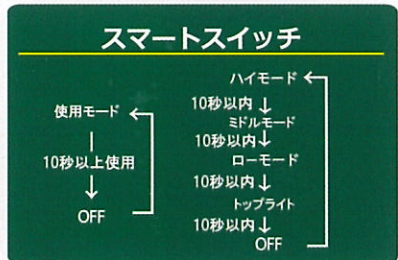 スマートスイッチ
使用モード
10秒以上使用
OFF
ハイモード
10秒以内
ミドルモード
10秒以内
ローモード
10秒以内
トップライト
10秒以内
OFF